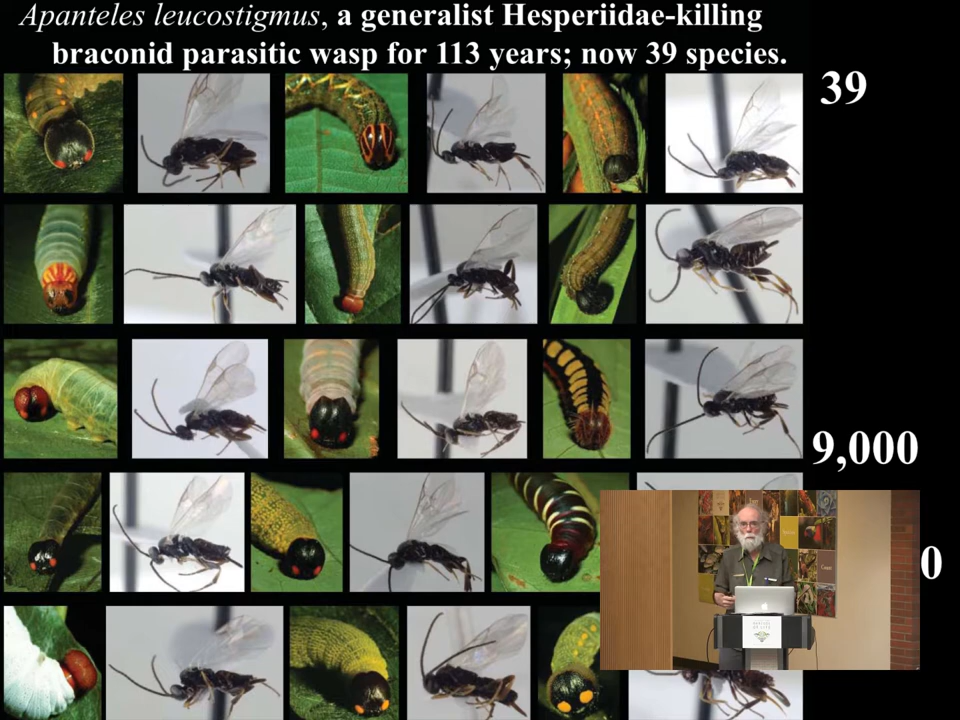 Apanteles leucostigmus, a generalist Hesperiidae-killing
braconid parasitic wasp for 113 years; now 39 species.
39
9,000
0